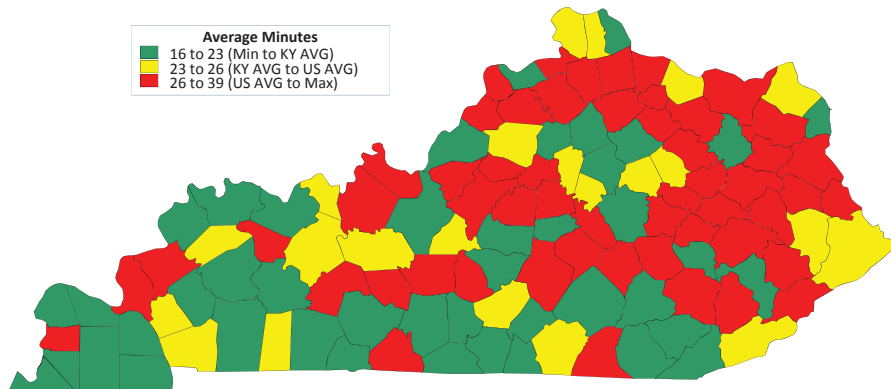 Average Minutes
16 to 23 (Min to KY AVG)
23 to 26 (KY AVG to US AVG)
26 to 39 (US AVG to Max)